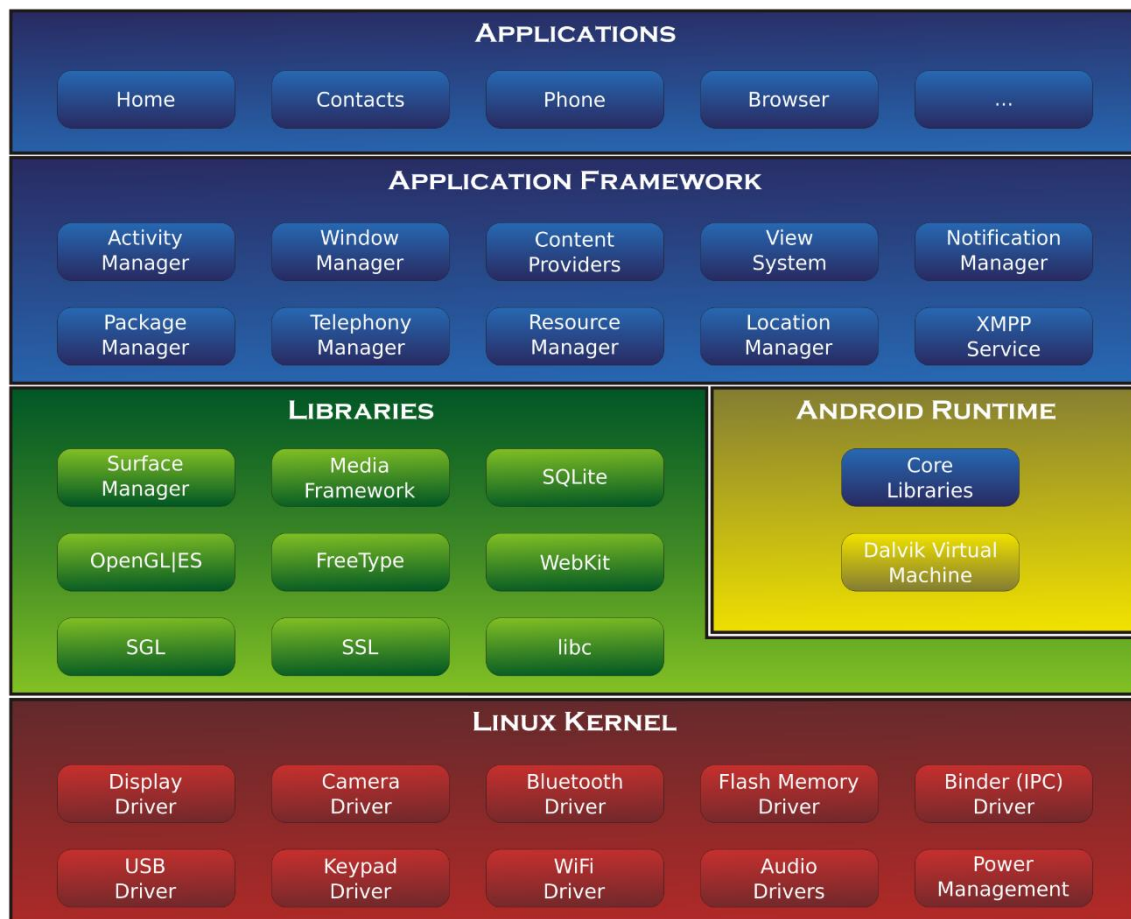 APPLICATIONS
Home
Contacts
Phone
Browser
...
APPLICATION FRAMEWORK
Activity
Manager
Window
Manager
Content
Providers
View
System
Notification
Manager
Package
Manager
Telephony
Manager
Resource
Manager
Location
Manager
XMPP
Service
LIBRARIES
Surface
Manager
Media
Framework
SQLite
OpenGL|ES
FreeType
WebKit
SGL
SSL
libc
ANDROID RUNTIME
Core
Libraries
Dalvik Virtual
Machine
LINUX KERNEL
Display
Driver
Camera
Driver
Bluetooth
Driver
Flash Memory
Driver
Binder (IPC)
Driver
USB
Driver
Keypad
Driver
WiFi
Driver
Audio
Drivers
Power
Management